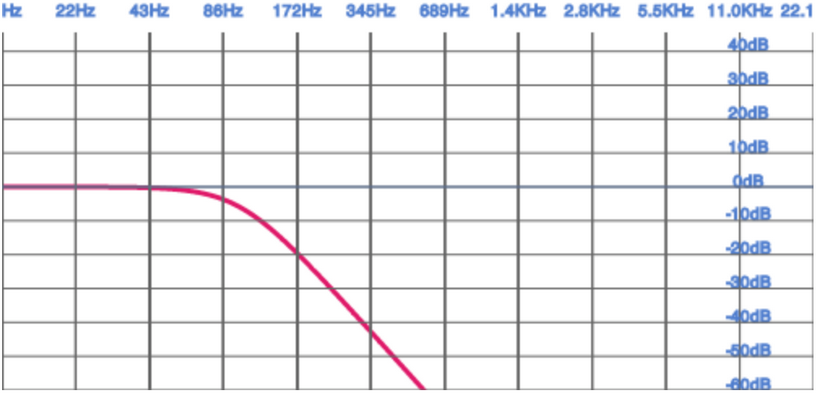 Hz 22Hz 43Hz 86Hz 172Hz 345Hz 689Hz 1.4KHz 2.8KHz 5.5KHz 11.0KHz 22.1
40dB
30dB
20dB
10dB
0dB
-10dB
-20dB
-30dB
-40dB
-50dB
-60dB